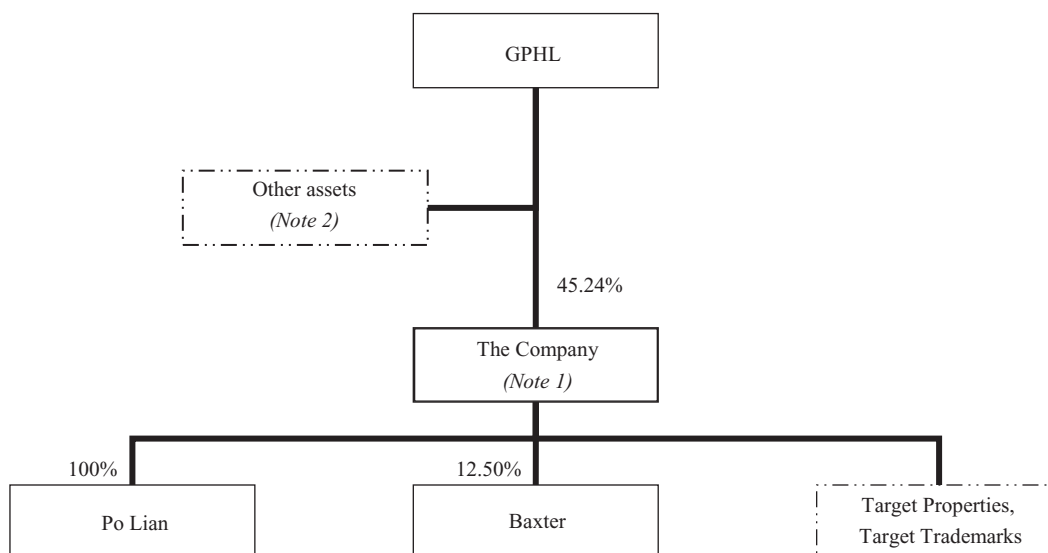 GPHL
Other assets
(Note 2)
45.24%
The Company
(Note 1)
100%
12.50%
Po Lian
Baxter
Target Properties,
Target Trademarks